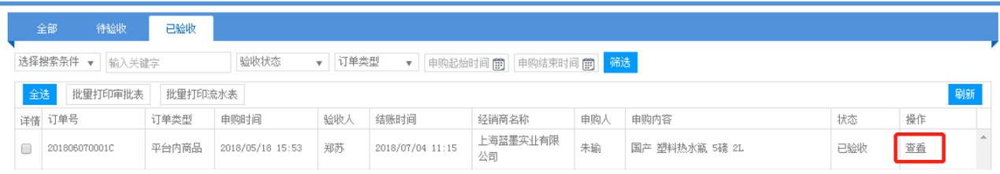 全部 待验收 已验收
选择搜索条件 输入关键字 验收状态 订单类型 申购起始时间 申购结束时间 筛选
全选 批量打印审批表 批量打印流水表 刷新
详情 订单号 订单类型 申购时间 验收人 结账时间 经销商名称 申购人 申购内容 状态 操作
201806070001C 平台内商品 2018/05/18 15:53 郑苏 2018/07/04 11:15 上海蓝墨实业有限 朱瑜 国产 塑料热水瓶 5磅 2L 已验收 查看
公司